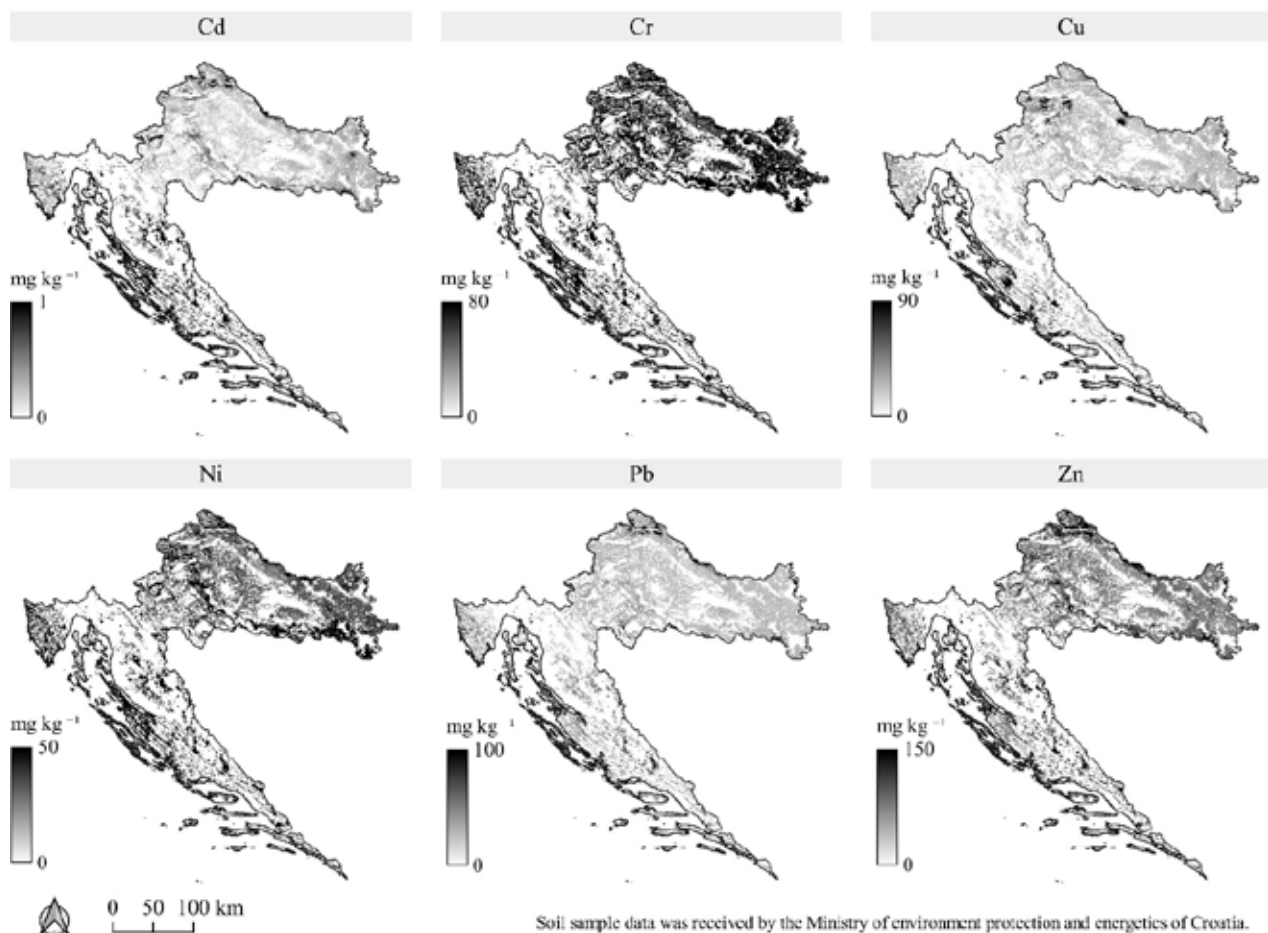 Cd
Cr
Cu
mg kg⁻¹
1
0
mg kg⁻¹
80
0
mg kg⁻¹
90
0
Ni
Pb
Zn
mg kg⁻¹
50
0
mg kg⁻¹
100
0
mg kg⁻¹
150
0
0 50 100 km
Soil sample data was received by the Ministry of environment protection and energetics of Croatia.